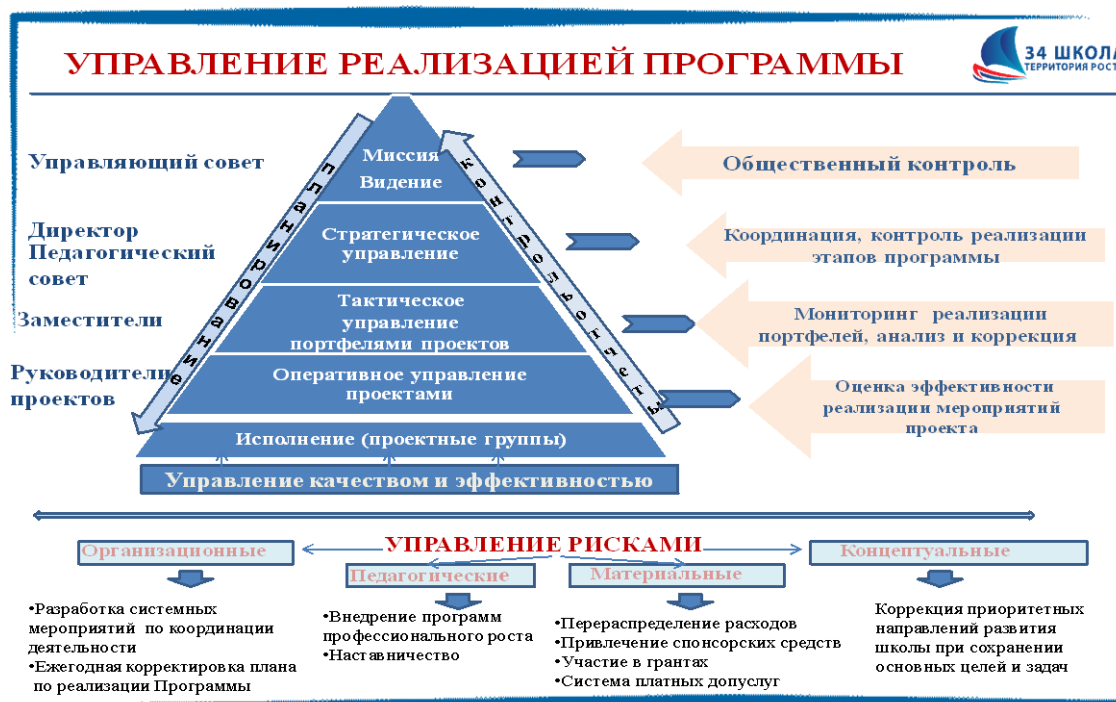 УПРАВЛЕНИЕ РЕАЛИЗАЦИЕЙ ПРОГРАММЫ
34 ШКОЛА
ТЕРРИТОРИЯ РОСТ
Управляющий совет
Миссия
Видение
Общественный контроль
Директор
Педагогический
совет
Стратегическое
управление
Координация, контроль реализации
этапов программы
Заместители
Тактическое
управление
портфелями проектов
Мониторинг реализации
портфелей, анализ и коррекция
Руководители
проектов
Оперативное управление
проектами
Оценка эффективности
реализации мероприятий
проекта
Исполнение (проектные группы)
планирование
контрольотчеты
Управление качеством и эффективностью
УПРАВЛЕНИЕ РИСКАМИ
Организационные
•Разработка системных
мероприятий по координации
деятельности
•Ежегодная корректировка плана
по реализации Программы
Педагогические
•Внедрение программ
профессионального роста
•Наставничество
Материальные
•Перераспределение расходов
•Привлечение спонсорских средств
•Участие в грантах
•Система платных допуслуг
Концептуальные
Коррекция приоритетных
направлений развития
школы при сохранении
основных целей и задач